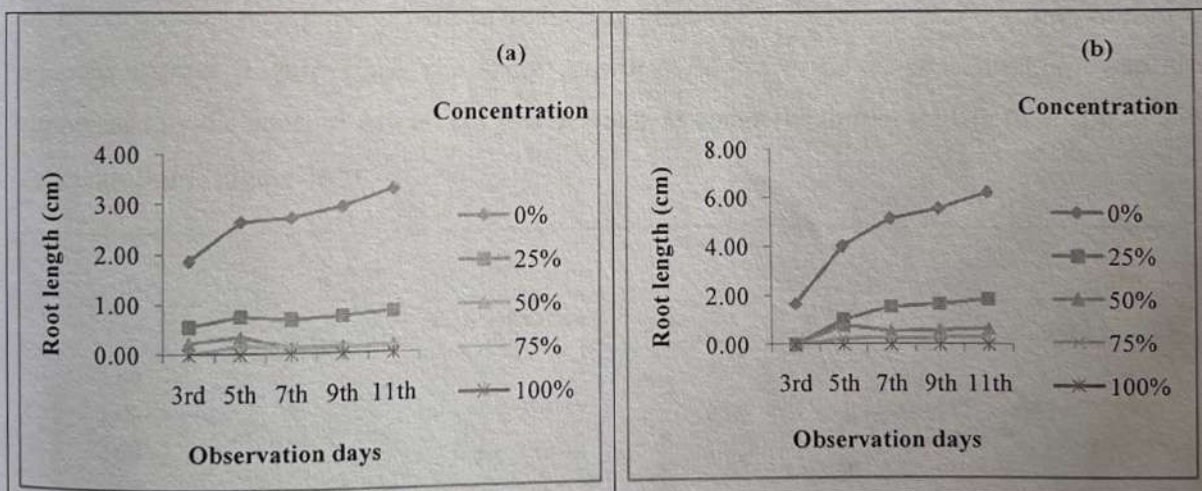 (a)
Concentration
4.00
3.00
2.00
1.00
0.00
Root length (cm)
0%
25%
50%
75%
100%
3rd 5th 7th 9th 11th
Observation days
(b)
Concentration
8.00
6.00
4.00
2.00
0.00
Root length (cm)
0%
25%
50%
75%
100%
3rd 5th 7th 9th 11th
Observation days